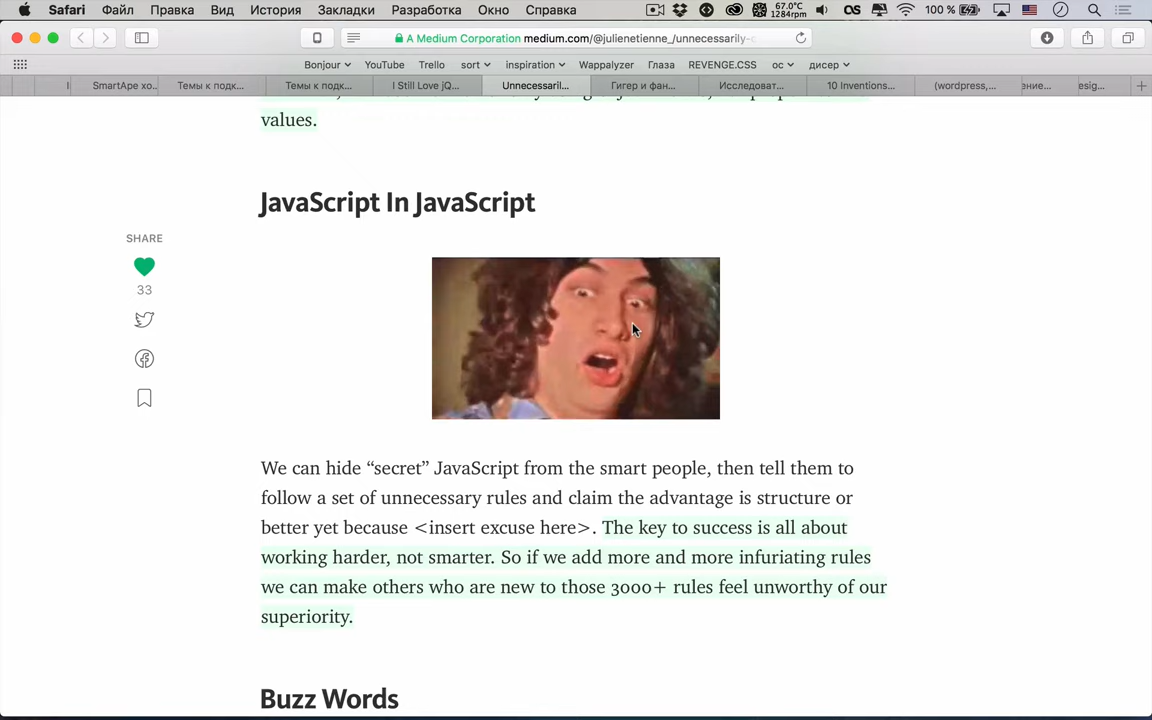 Safari Файл Правка Вид История Закладки Разработка Окно Справка 67.0°C 1284rpm 100 %
A Medium Corporation medium.com/@julienetienne_/unnecessarily-
Bonjour YouTube Trello sort inspiration Wappalyzer Глаза REVENGE.CSS ос дисер
SmartApe хо... Темы к подк... Темы к подк... I Still Love jQ... Unnecessaril... Гигер и фан... Исследоват... 10 Inventions... (wordpress,... ение... esig...
values.
JavaScript In JavaScript
SHARE
33
We can hide “secret” JavaScript from the smart people, then tell them to
follow a set of unnecessary rules and claim the advantage is structure or
better yet because <insert excuse here>. The key to success is all about
working harder, not smarter. So if we add more and more infuriating rules
we can make others who are new to those 3000+ rules feel unworthy of our
superiority.
Buzz Words